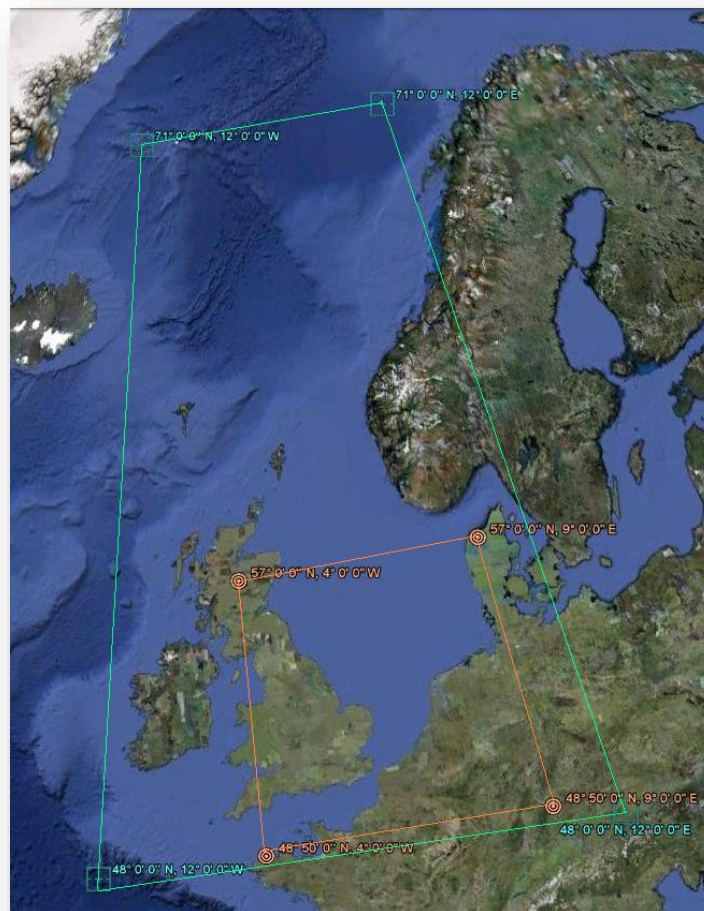 71° 0' 0" N, 12° 0' 0" E
71° 0' 0" N, 12° 0' 0" W
57° 0' 0" N, 9° 0' 0" E
57° 0' 0" N, 4° 0' 0" W
48° 50' 0" N, 9° 0' 0" E
48° 0' 0" N, 12° 0' 0" E
48° 50' 0" N, 4° 0' 0" W
48° 0' 0" N, 12° 0' 0" W